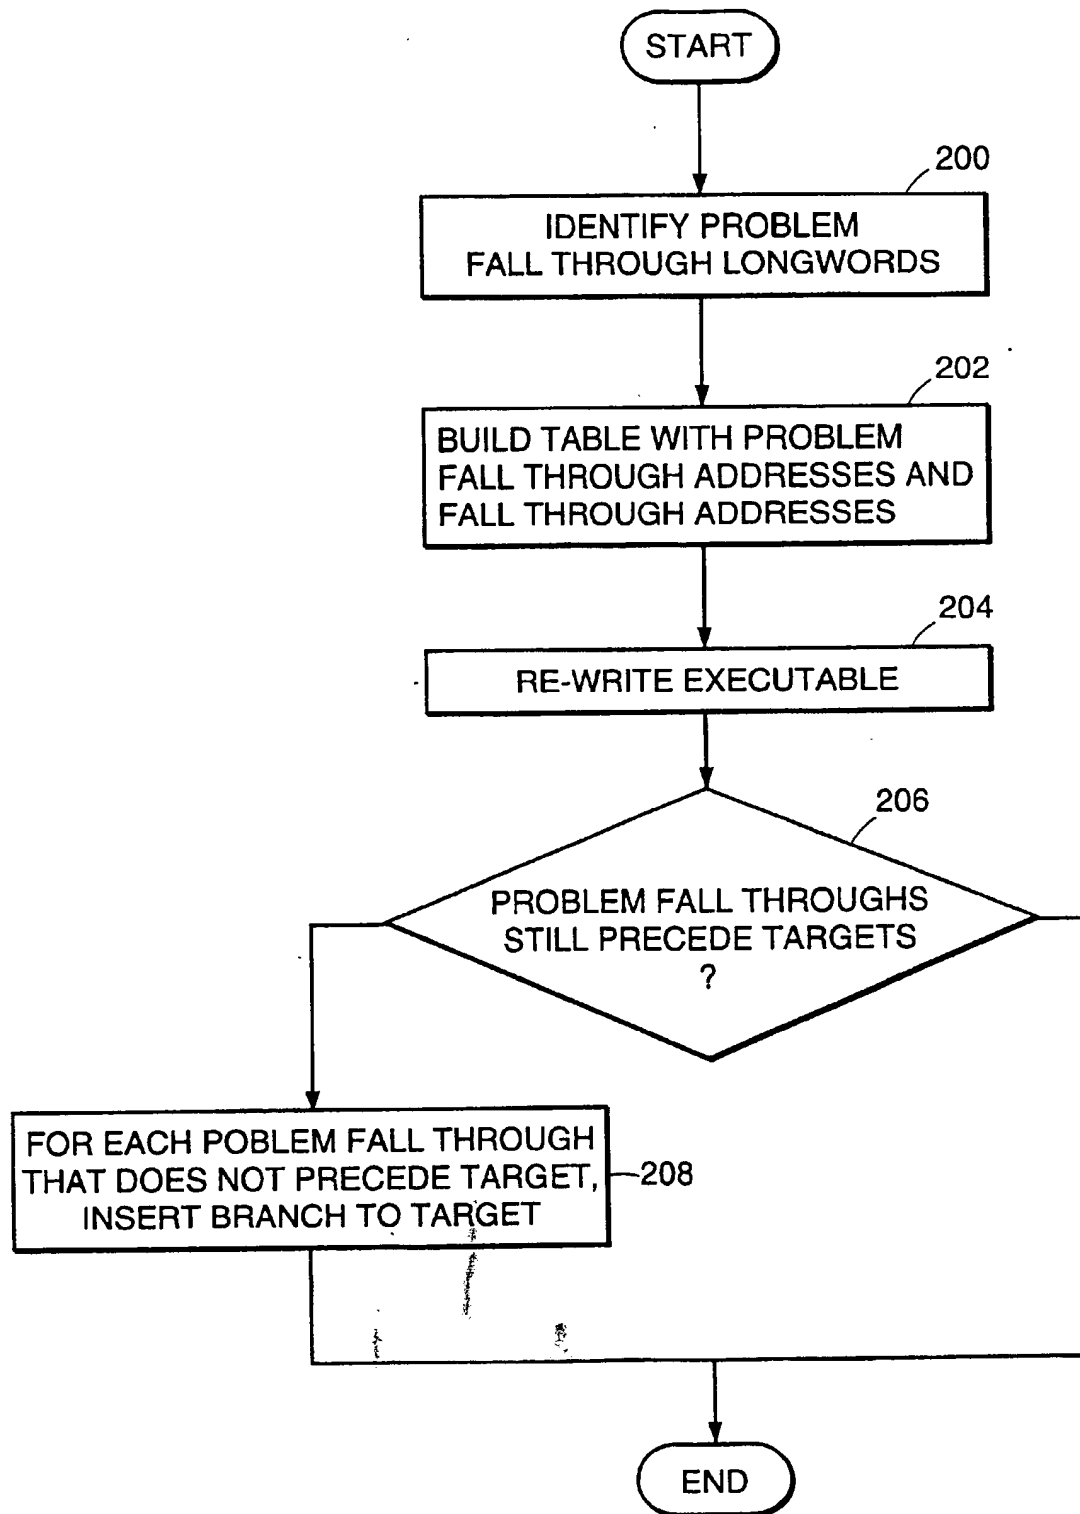 START
200
IDENTIFY PROBLEM
FALL THROUGH LONGWORDS
202
BUILD TABLE WITH PROBLEM
FALL THROUGH ADDRESSES AND
FALL THROUGH ADDRESSES
204
RE-WRITE EXECUTABLE
206
PROBLEM FALL THROUGHS
STILL PRECEDE TARGETS
?
FOR EACH POBLEM FALL THROUGH
THAT DOES NOT PRECEDE TARGET,
INSERT BRANCH TO TARGET
208
END